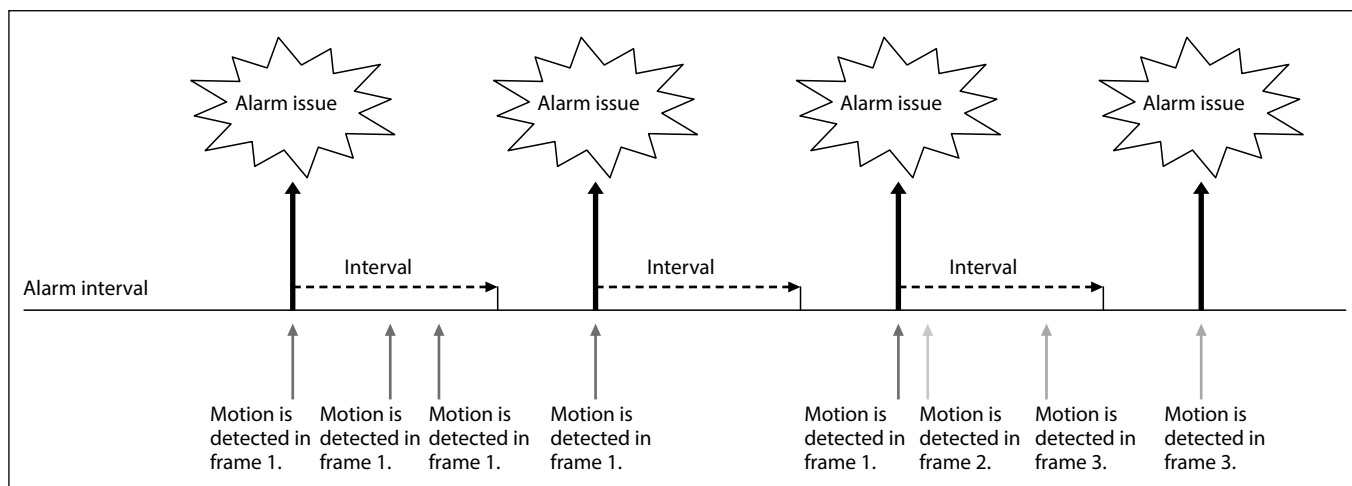 Alarm issue
Alarm issue
Alarm issue
Alarm issue
Interval
Interval
Interval
Alarm interval
Motion is
detected in
frame 1.
Motion is
detected in
frame 1.
Motion is
detected in
frame 1.
Motion is
detected in
frame 1.
Motion is
detected in
frame 1.
Motion is
detected in
frame 2.
Motion is
detected in
frame 3.
Motion is
detected in
frame 3.